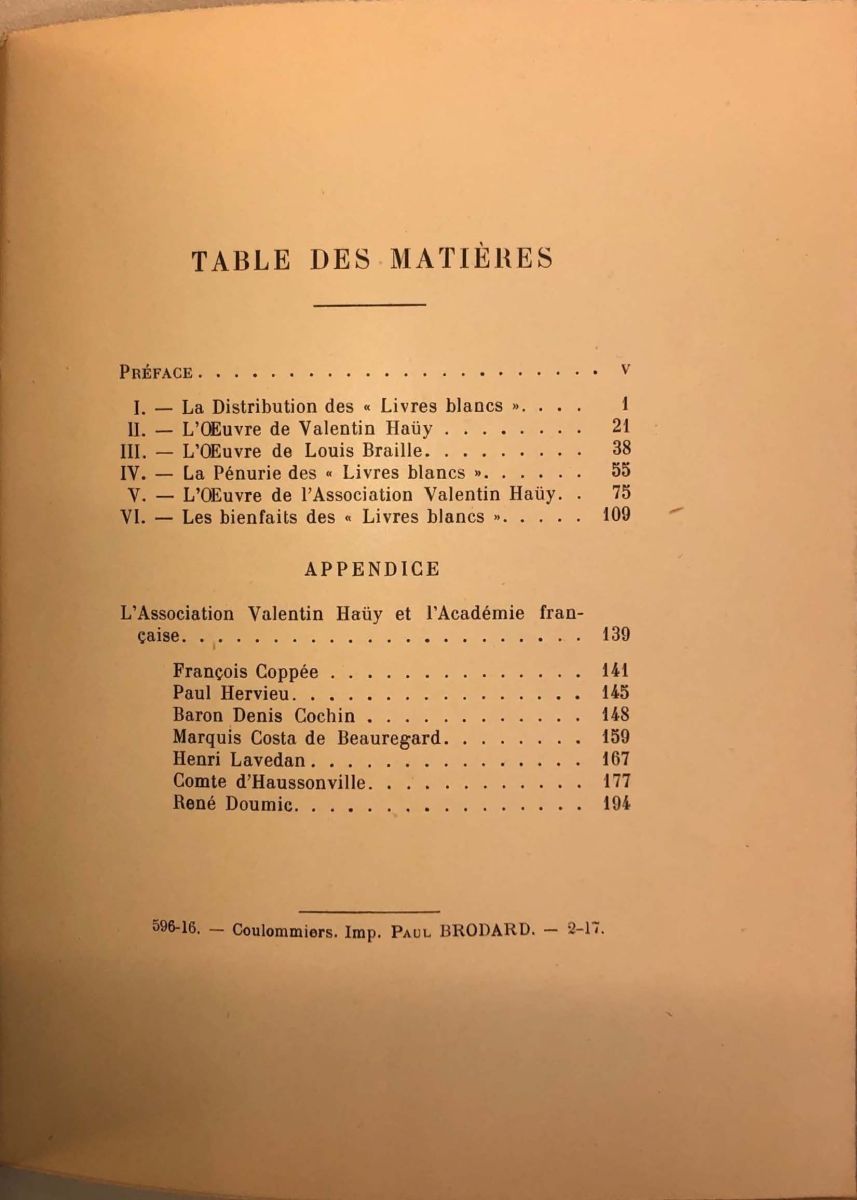 TABLE DES MATIÈRES
PRÉFACE. . . . . . . . . . . . . . . . . . . . . . V
I. — La Distribution des « Livres blancs ». . . . 1
II. — L'Œuvre de Valentin Haüy . . . . . . . . 21
III. — L'Œuvre de Louis Braille. . . . . . . . . 38
IV. — La Pénurie des « Livres blancs ». . . . . . 55
V. — L'Œuvre de l'Association Valentin Haüy. . 75
VI. — Les bienfaits des « Livres blancs ». . . . . 109
APPENDICE
L'Association Valentin Haüy et l'Académie fran-
çaise. . . . . . . . . . . . . . . . . . . . . 139
François Coppée . . . . . . . . . . . . . . 141
Paul Hervieu. . . . . . . . . . . . . . . . 145
Baron Denis Cochin . . . . . . . . . . . . 148
Marquis Costa de Beauregard. . . . . . . . 159
Henri Lavedan . . . . . . . . . . . . . . . 167
Comte d'Haussonville. . . . . . . . . . . . 177
René Doumic. . . . . . . . . . . . . . . . 194
596-16. — Coulommiers. Imp. PAUL BRODARD. — 2-17.